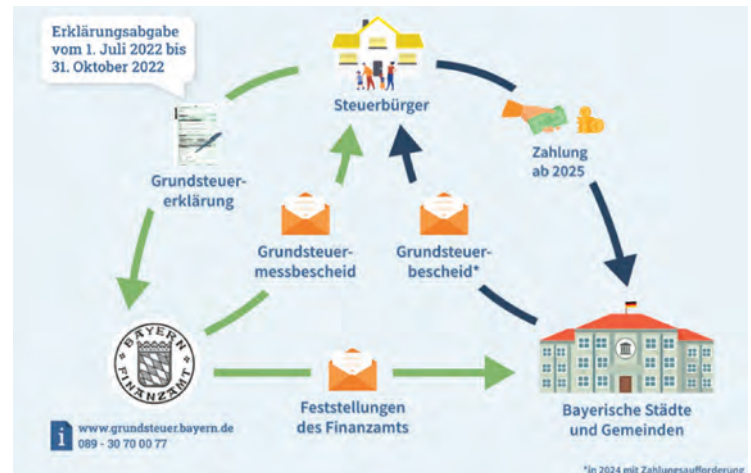 Erklärungsabgabe
vom 1. Juli 2022 bis
31. Oktober 2022
Steuerbürger
Grundsteuer-
erklärung
Zahlung
ab 2025
Grundsteuer-
messbescheid
Grundsteuer-
bescheid*
BAYERN
FINANZAMT
Feststellungen
des Finanzamts
Bayerische Städte
und Gemeinden
i
www.grundsteuer.bayern.de
089 - 30 70 00 77
*in 2024 mit Zahlungsaufforderung